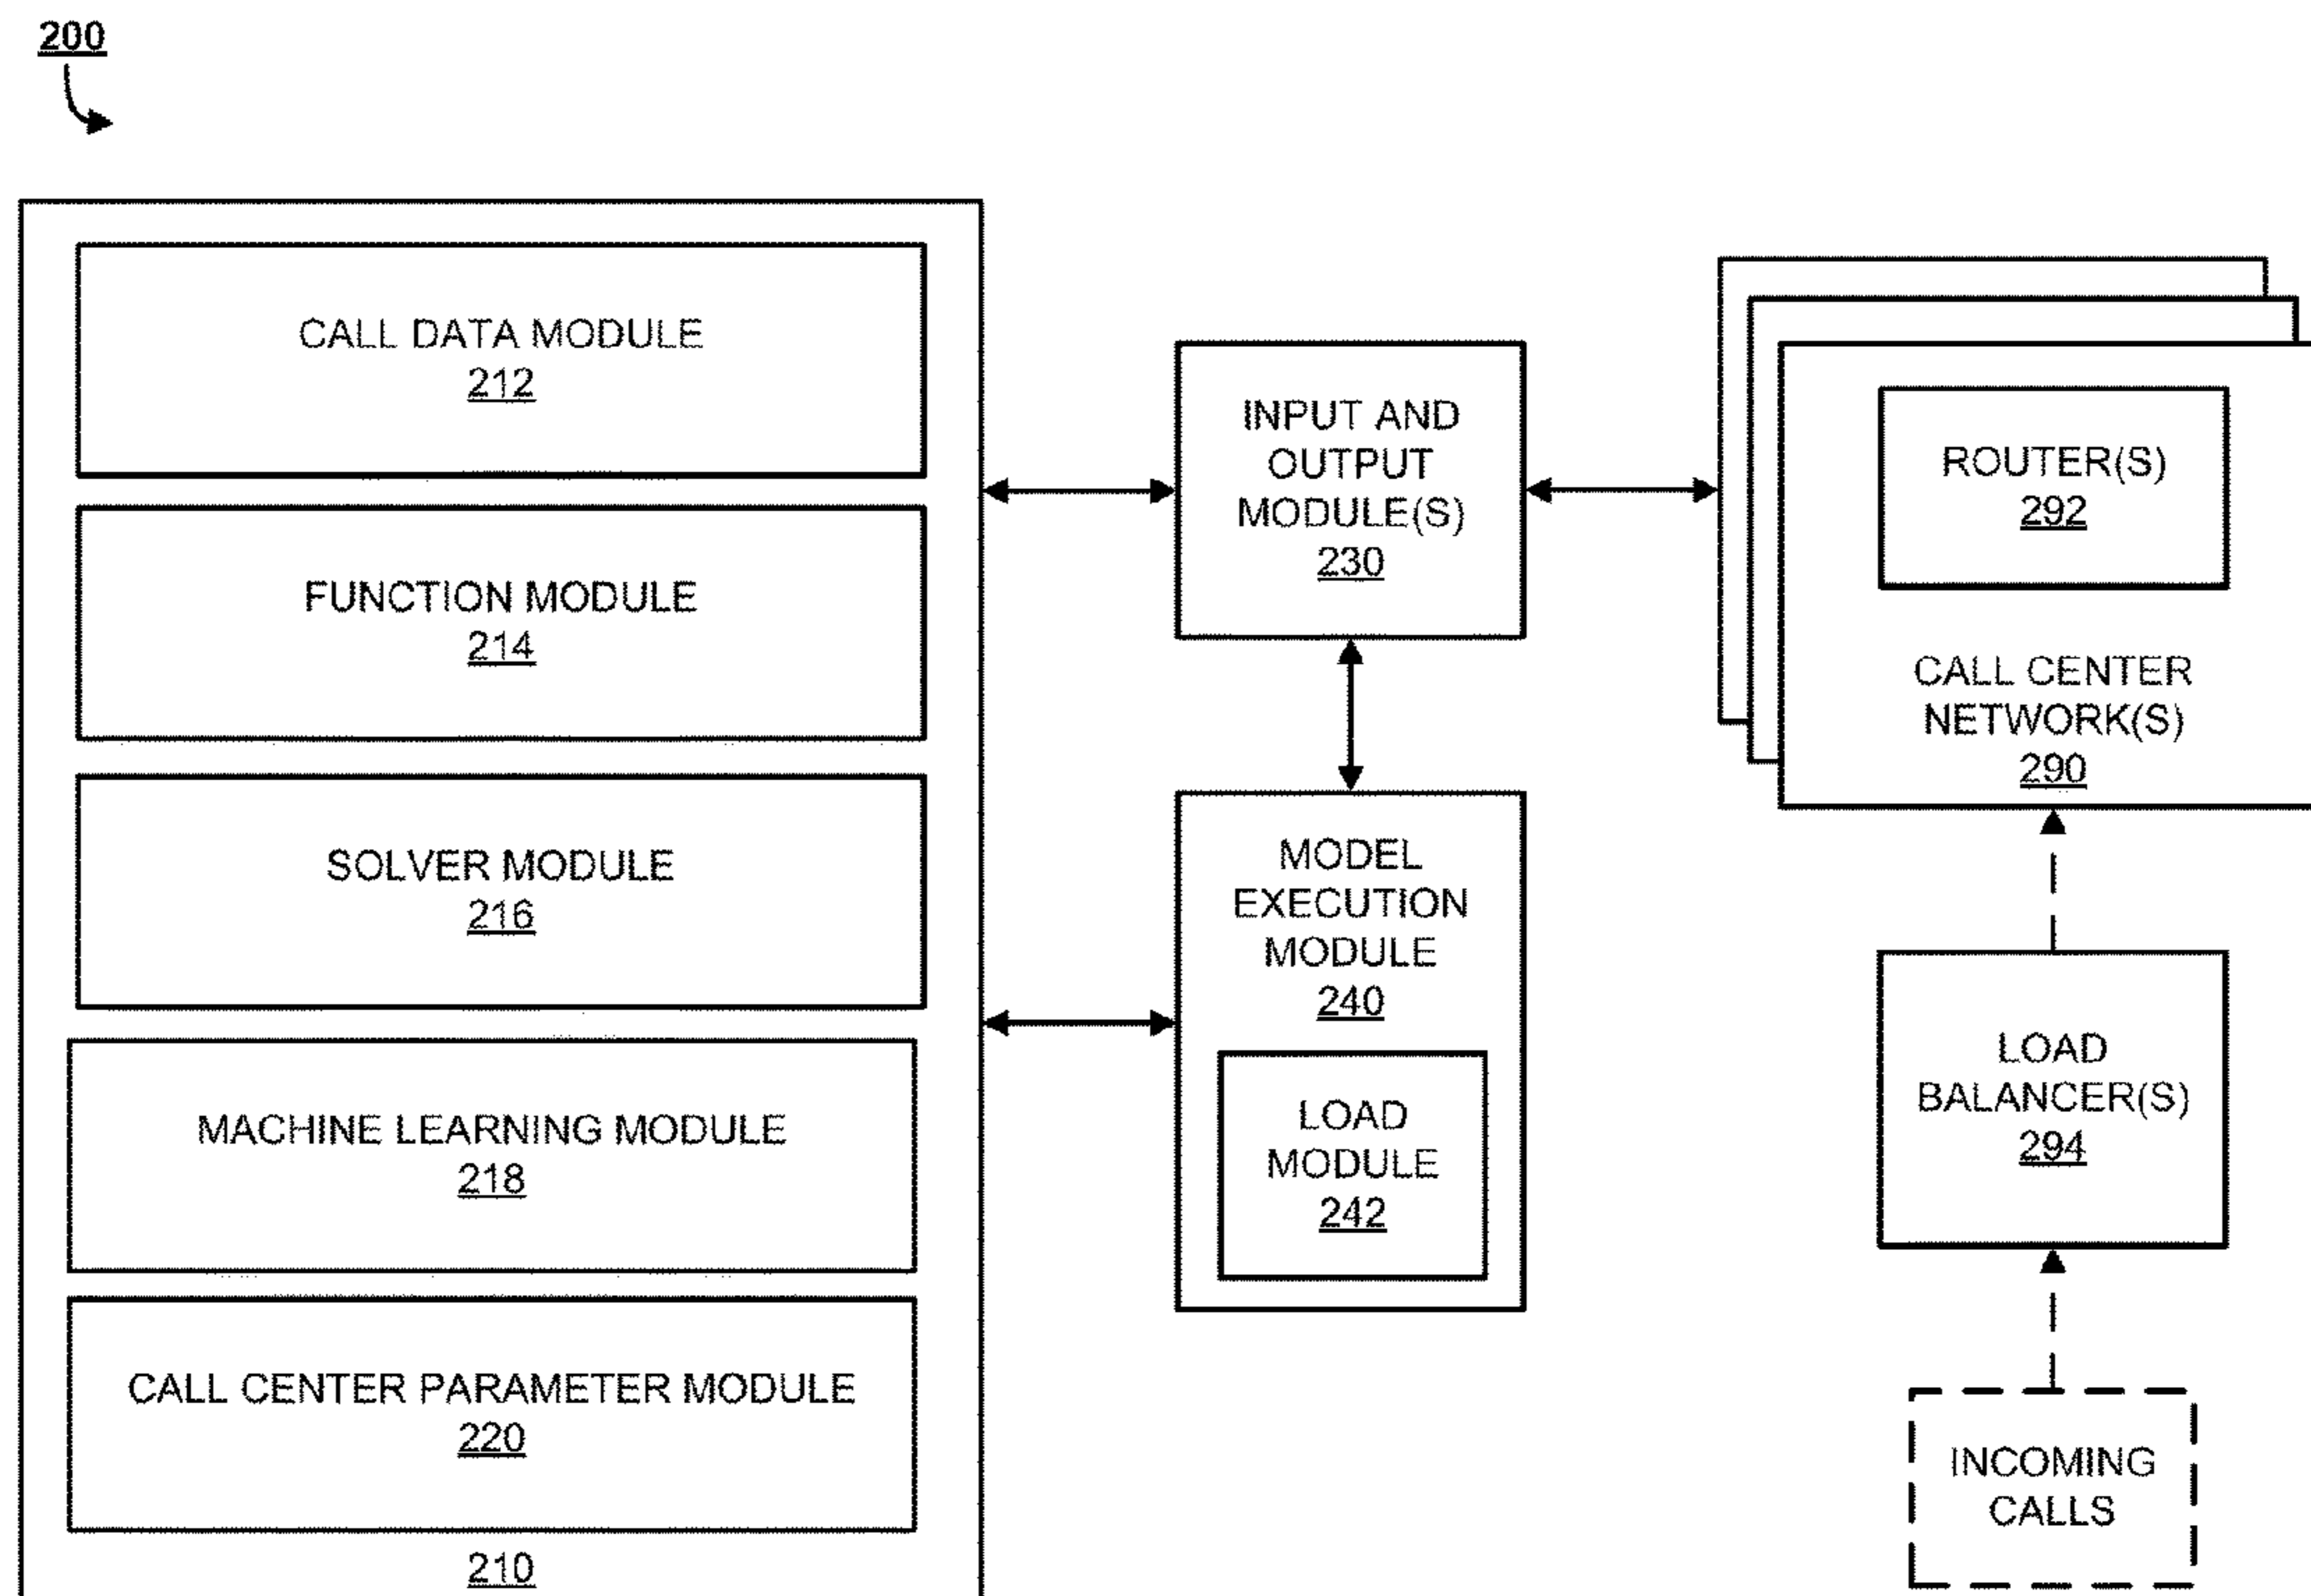 200
CALL DATA MODULE
212
FUNCTION MODULE
214
SOLVER MODULE
216
MACHINE LEARNING MODULE
218
CALL CENTER PARAMETER MODULE
220
210
INPUT AND
OUTPUT
MODULE(S)
230
MODEL
EXECUTION
MODULE
240
LOAD
MODULE
242
ROUTER(S)
292
CALL CENTER
NETWORK(S)
290
LOAD
BALANCER(S)
294
INCOMING
CALLS